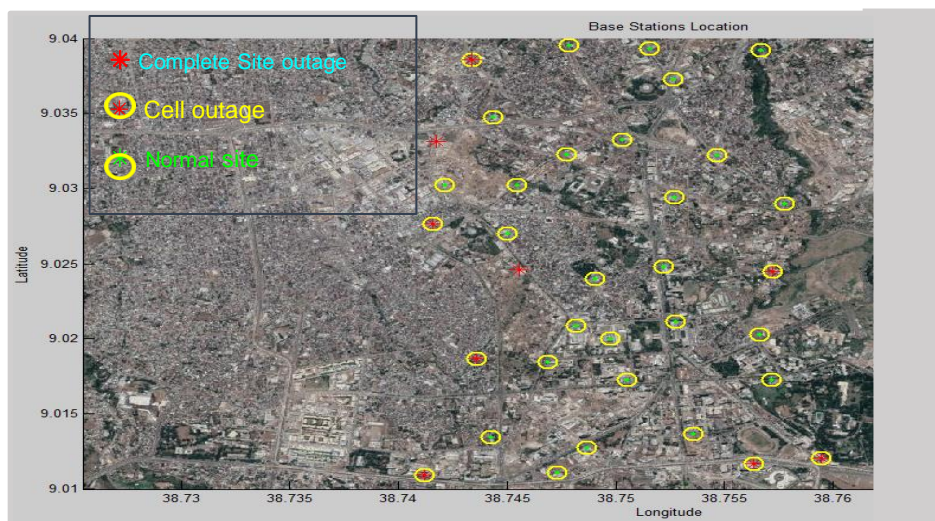 Base Stations Location
9.04
Complete Site outage
9.035
Cell outage
Normal site
9.03
Latitude
9.025
9.02
9.015
9.01
38.73
38.735
38.74
38.745
38.75
38.755
38.76
Longitude